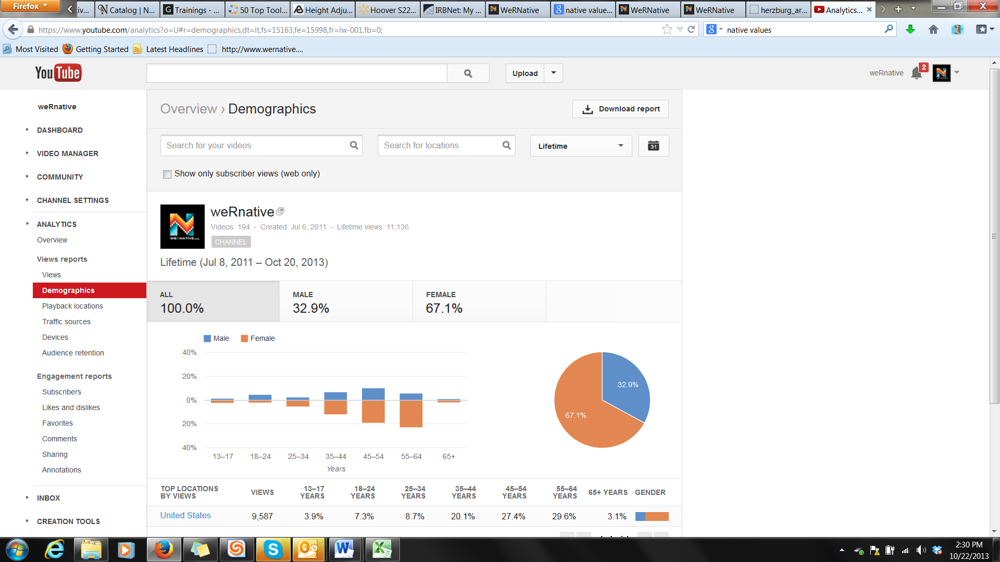 Firefox
iv...
Catalog | N...
Trainings - ...
50 Top Tool...
Height Adju...
Hoover S22...
IRBNet: My ...
WeRNative
native value...
WeRNative
WeRNative
herzburg_ar...
Analytics...
https://www.youtube.com/analytics?o=U#r=demographics,dt=lt,fs=15163,fe=15998,fr=lw-001,fb=0;
native values
Most Visited
Getting Started
Latest Headlines
http://www.wernative....
YouTube
Upload
weRnative
2
weRnative
DASHBOARD
VIDEO MANAGER
COMMUNITY
CHANNEL SETTINGS
ANALYTICS
Overview
Views reports
Views
Demographics
Playback locations
Traffic sources
Devices
Audience retention
Engagement reports
Subscribers
Likes and dislikes
Favorites
Comments
Sharing
Annotations
INBOX
CREATION TOOLS
Overview › Demographics
Download report
Search for your videos
Search for locations
Lifetime
31
Show only subscriber views (web only)
WERNATIVE.ORG
weRnative
Videos: 194 - Created: Jul 6, 2011 - Lifetime views: 11,136
CHANNEL
Lifetime (Jul 8, 2011 – Oct 20, 2013)
ALL
100.0%
MALE
32.9%
FEMALE
67.1%
Male
Female
40%
20%
0%
20%
40%
13–17 18–24 25–34 35–44 45–54 55–64 65+
Years
32.9%
67.1%
TOP LOCATIONS BY VIEWS
VIEWS
13–17 YEARS
18–24 YEARS
25–34 YEARS
35–44 YEARS
45–54 YEARS
55–64 YEARS
65+ YEARS
GENDER
United States 9,587 3.9% 7.3% 8.7% 20.1% 27.4% 29.6% 3.1%
2:30 PM
10/22/2013